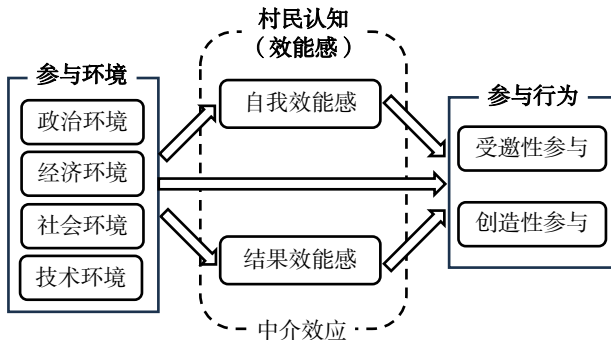 村民认知
（效能感）
参与环境
政治环境
经济环境
社会环境
技术环境
自我效能感
结果效能感
中介效应
参与行为
受邀性参与
创造性参与